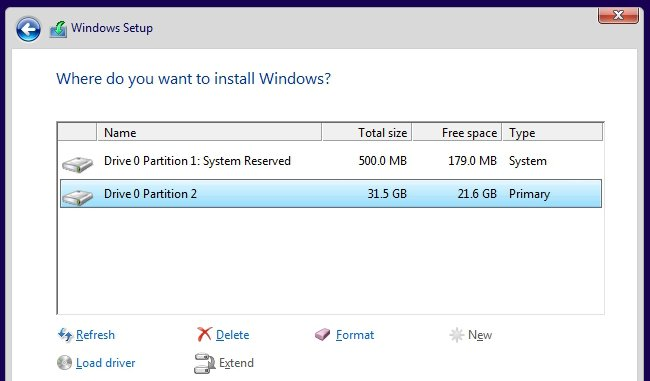 Windows Setup
Where do you want to install Windows?
Name Total size Free space Type
Drive 0 Partition 1: System Reserved 500.0 MB 179.0 MB System
Drive 0 Partition 2 31.5 GB 21.6 GB Primary
Refresh Delete Format New
Load driver Extend